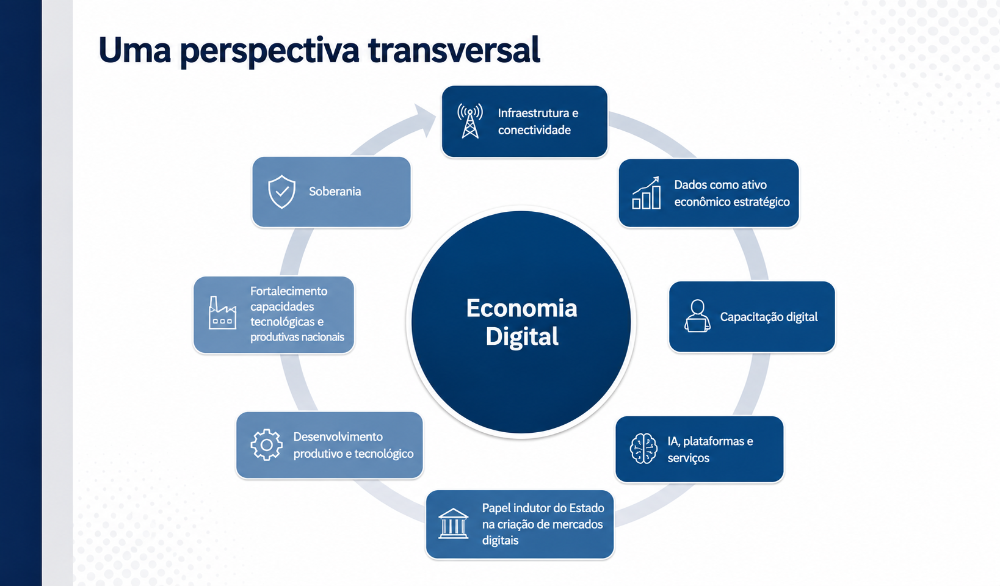 Uma perspectiva transversal
Infraestrutura e
conectividade
Dados como ativo
econômico estratégico
Capacitação digital
IA, plataformas e
serviços
Papel indutor do Estado
na criação de mercados
digitais
Desenvolvimento
produtivo e tecnológico
Fortalecimento
capacidades
tecnológicas e
produtivas nacionais
Soberania
Economia
Digital